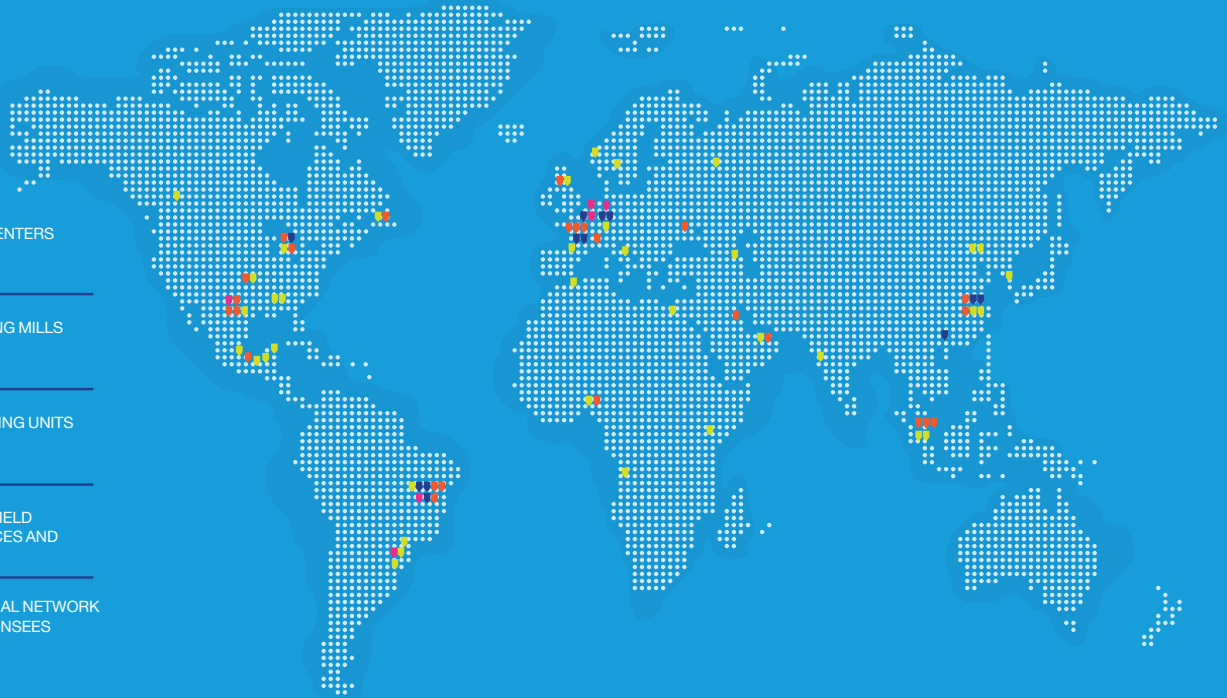 ENTERS
NG MILLS
ING UNITS
IELD
CES AND
AL NETWORK
NSEES